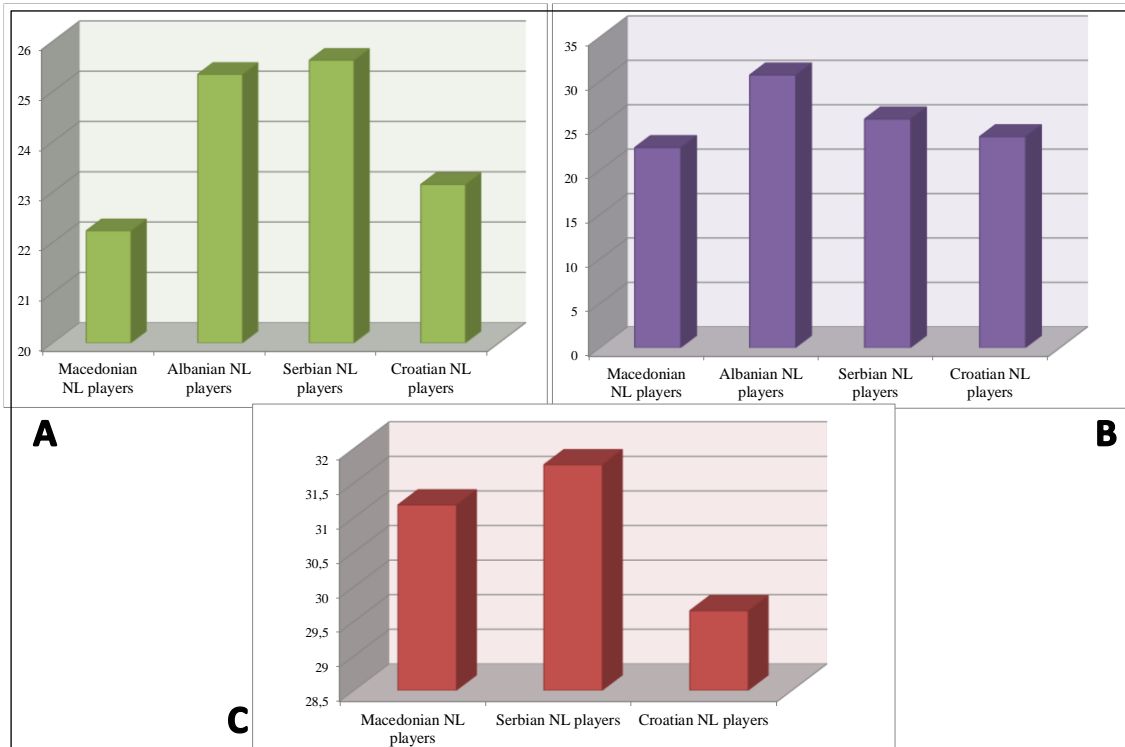 26
25
24
23
22
21
20
Macedonian
NL players
Albanian NL
players
Serbian NL
players
Croatian NL
players
A
35
30
25
20
15
10
5
0
Macedonian
NL players
Albanian NL
players
Serbian NL
players
Croatian NL
players
B
32
31,5
31
30,5
30
29,5
29
28,5
Macedonian NL
players
Serbian NL players
Croatian NL players
C